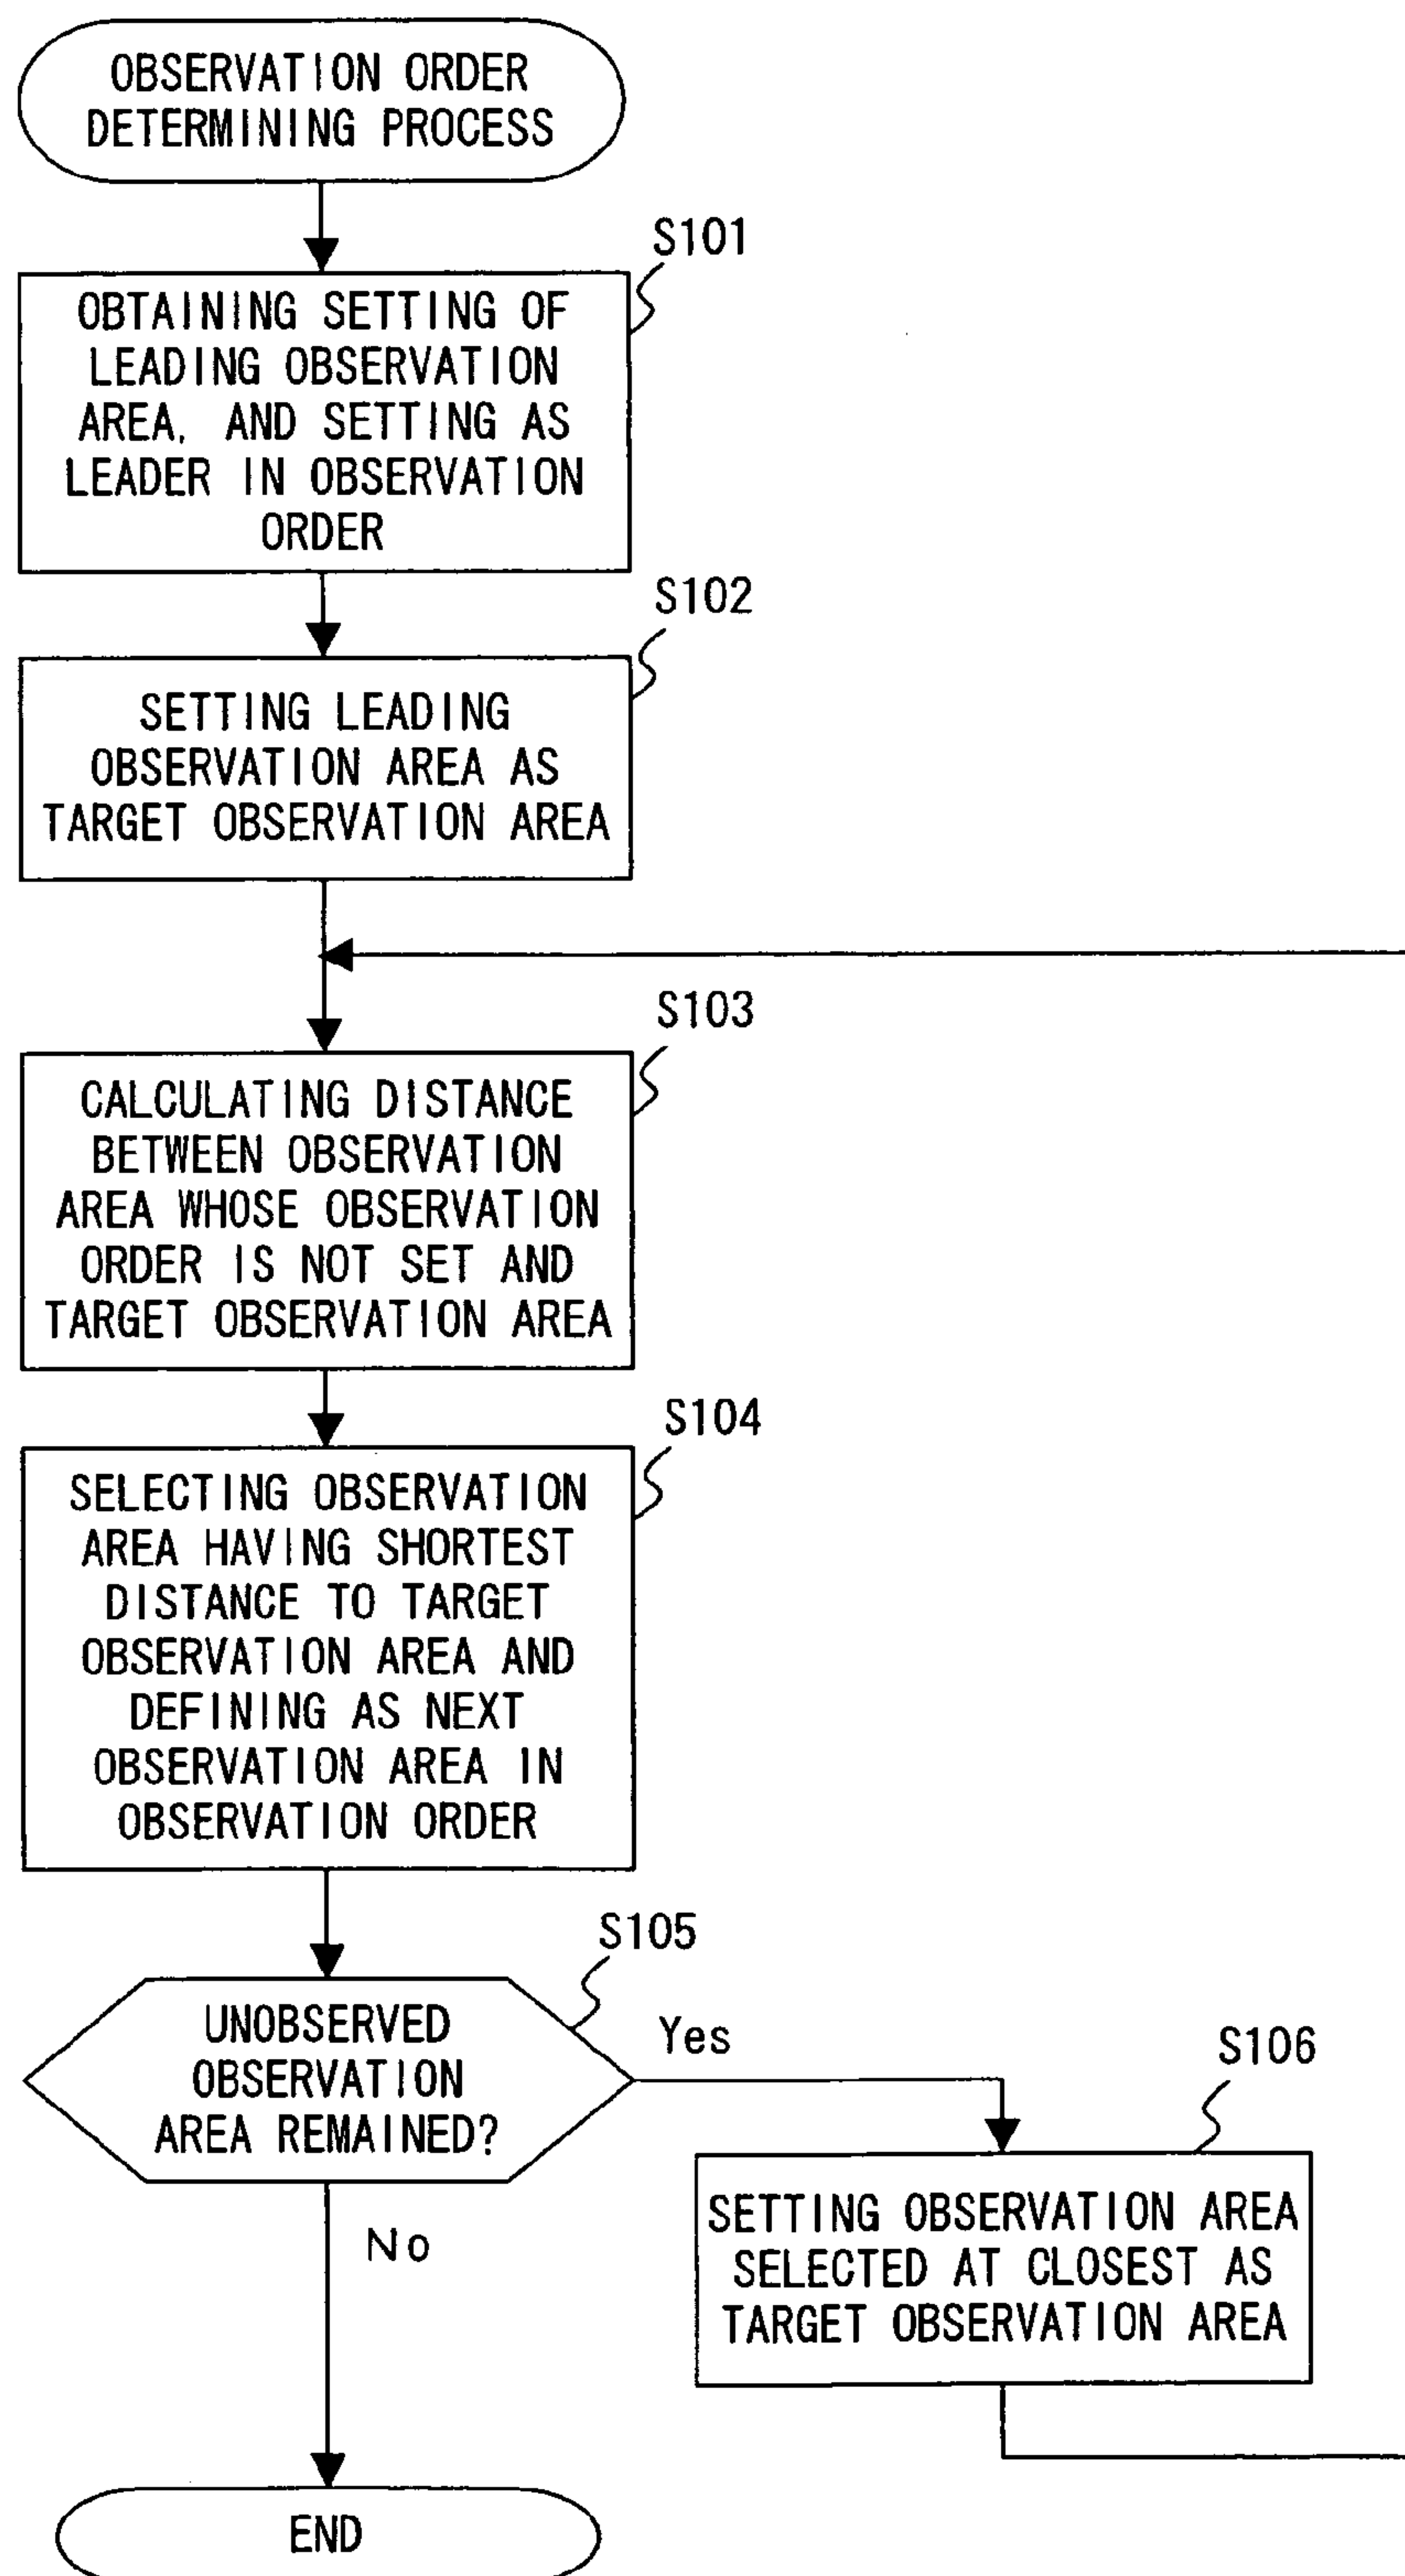 OBSERVATION ORDER
DETERMINING PROCESS
S101
OBTAINING SETTING OF
LEADING OBSERVATION
AREA, AND SETTING AS
LEADER IN OBSERVATION
ORDER
S102
SETTING LEADING
OBSERVATION AREA AS
TARGET OBSERVATION AREA
S103
CALCULATING DISTANCE
BETWEEN OBSERVATION
AREA WHOSE OBSERVATION
ORDER IS NOT SET AND
TARGET OBSERVATION AREA
S104
SELECTING OBSERVATION
AREA HAVING SHORTEST
DISTANCE TO TARGET
OBSERVATION AREA AND
DEFINING AS NEXT
OBSERVATION AREA IN
OBSERVATION ORDER
S105
UNOBSERVED
OBSERVATION
AREA REMAINED?
Yes
No
S106
SETTING OBSERVATION AREA
SELECTED AT CLOSEST AS
TARGET OBSERVATION AREA
END